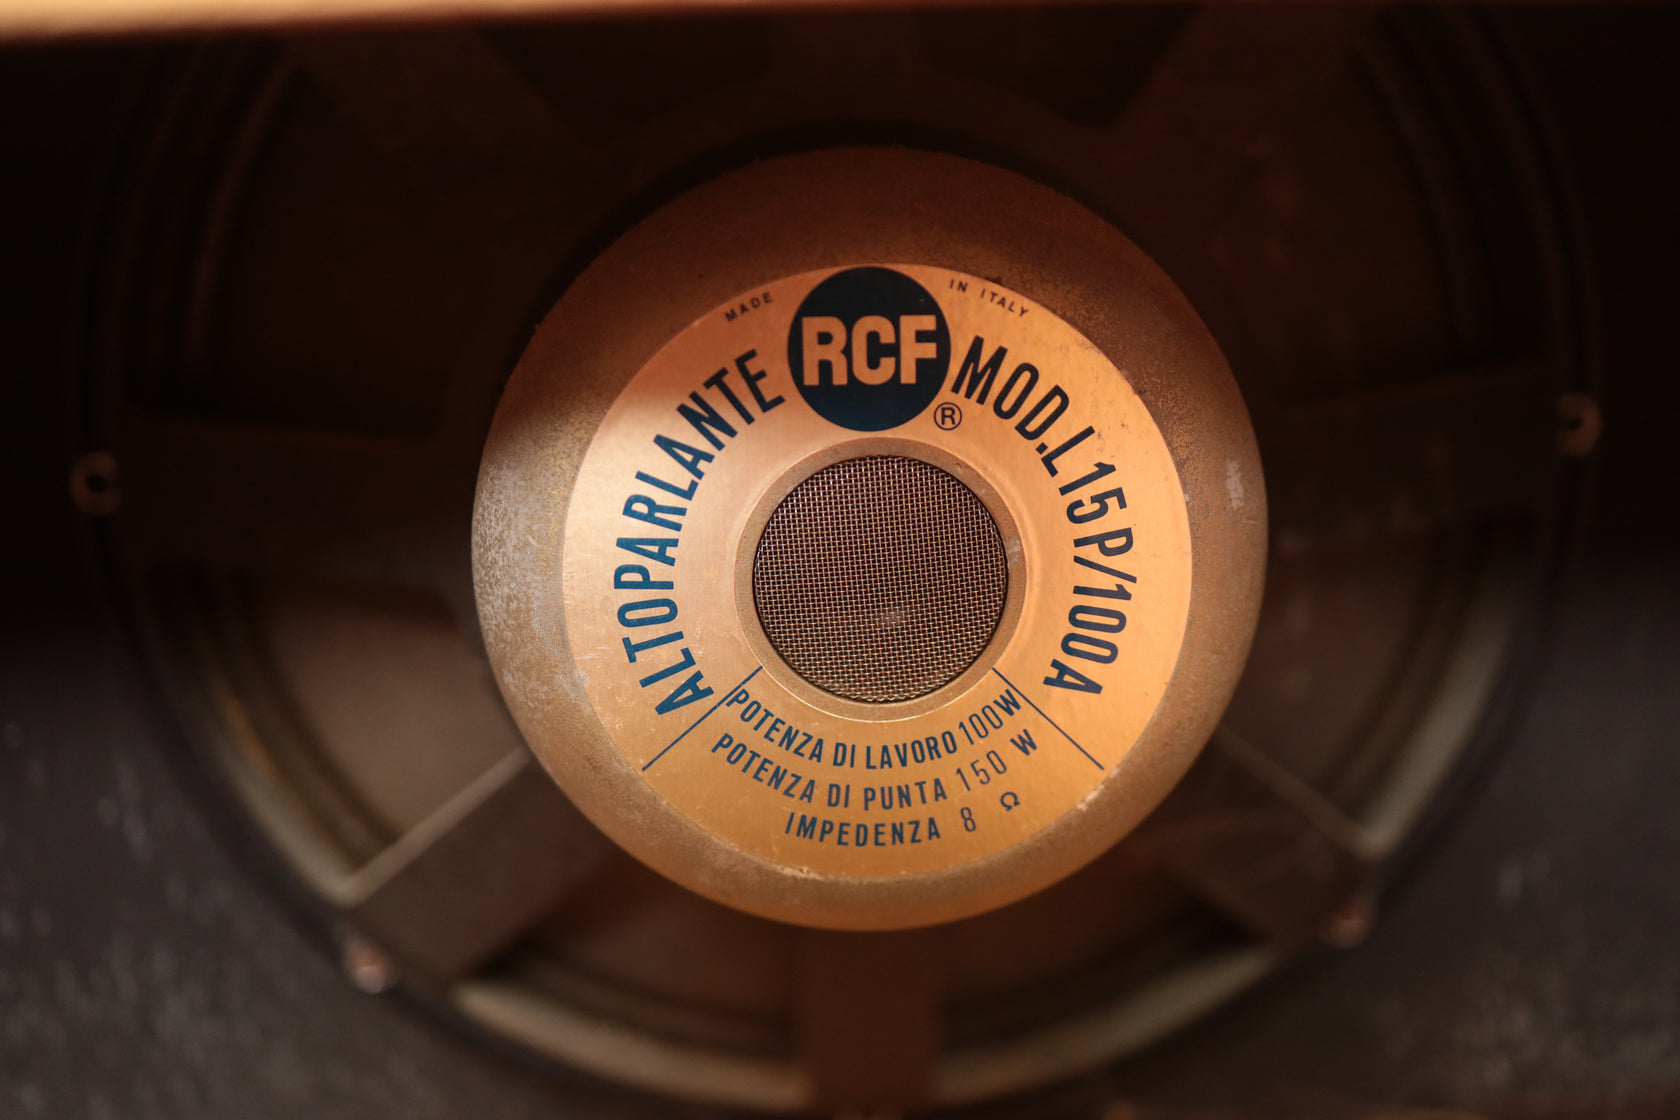 MADE IN ITALY
RCF
®
ALTOPARLANTE MOD. L15P/100A
POTENZA DI LAVORO 100W
POTENZA DI PUNTA 150 W
IMPEDENZA 8 Ω